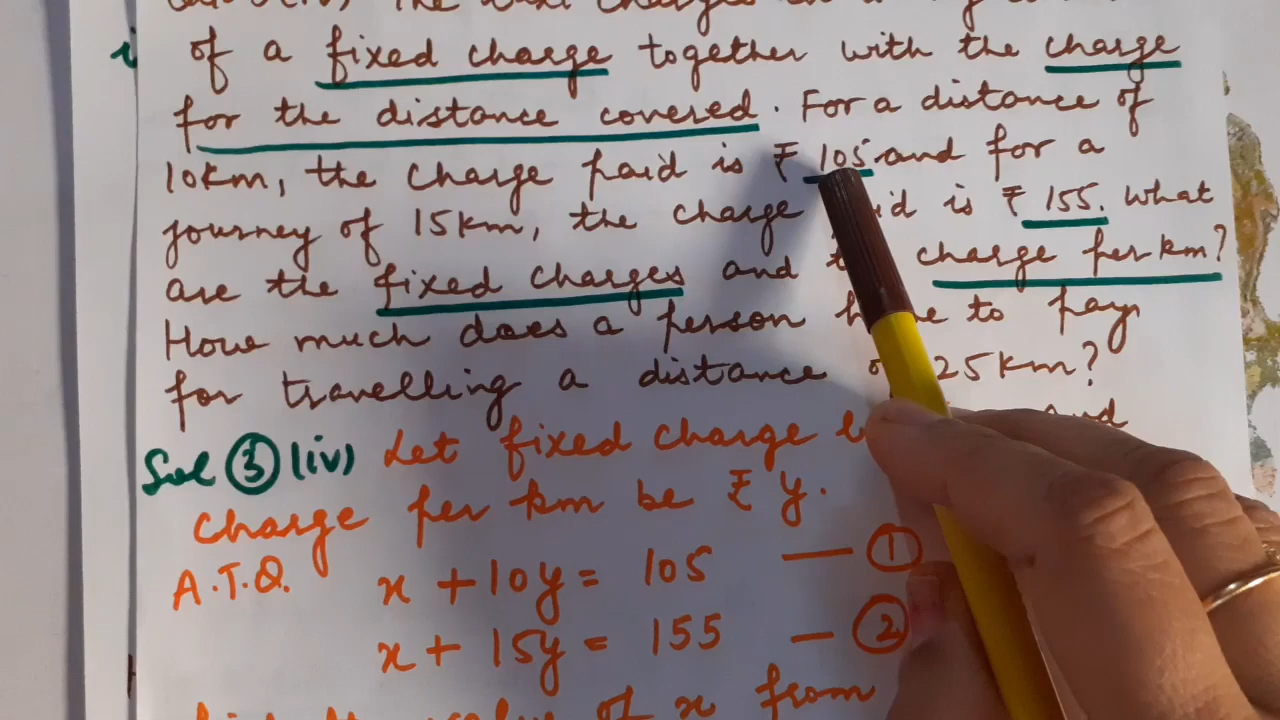 of a fixed charge together with the charge
for the distance covered. For a distance of
10km, the charge paid is ₹ 105 and for a
journey of 15km, the charge is ₹ 155. What
are the fixed charges and charge per km?
How much does a person to pay
for travelling a distance 25km?
Sol ③ (iv) Let fixed charge
charge per km be ₹ y.
A.T.Q. x + 10y = 105 — ①
x + 15y = 155 — ②
of x from